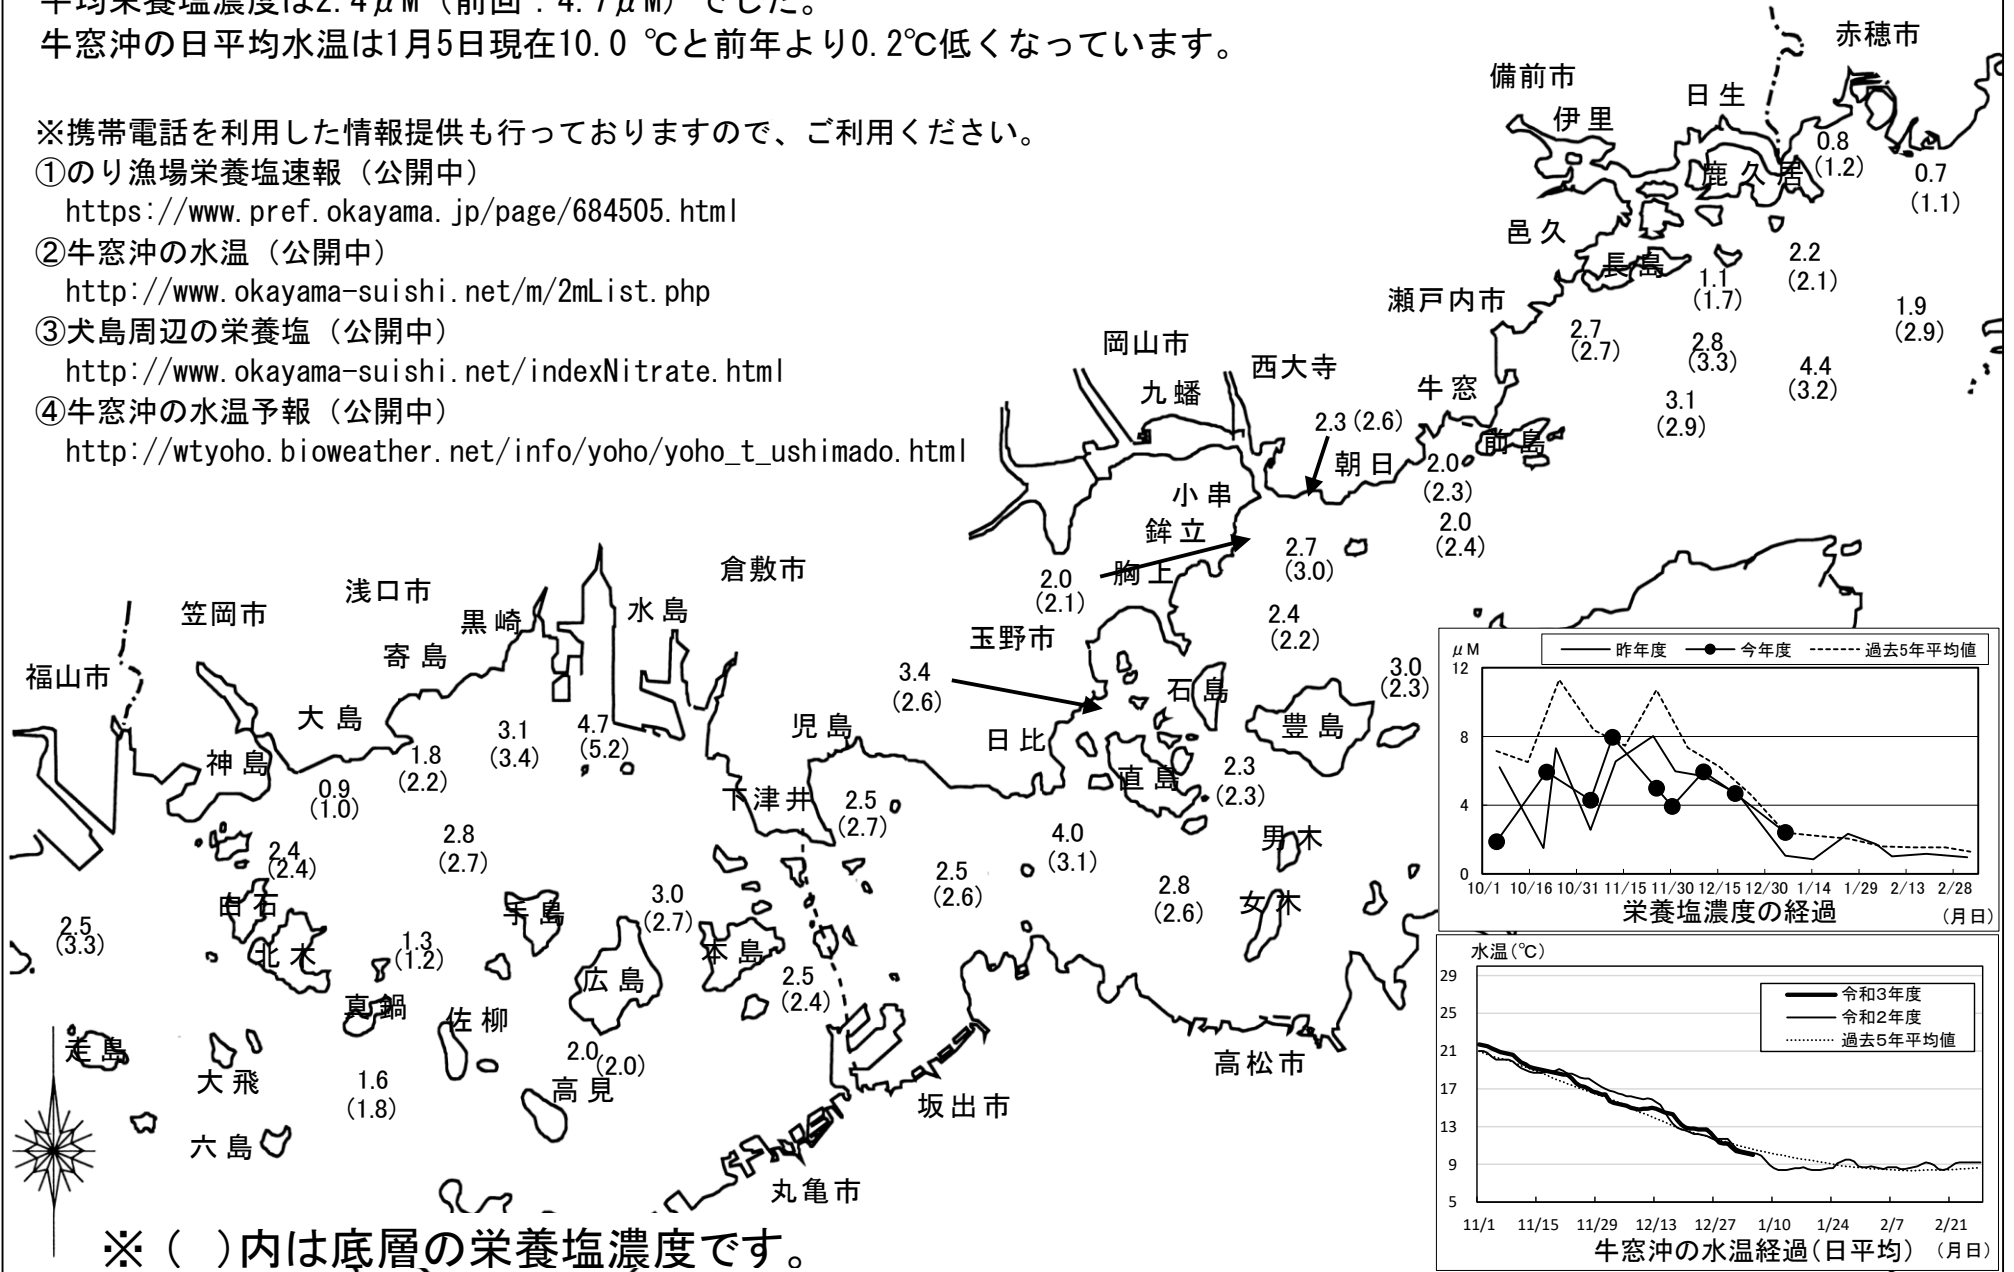 平均栄養塩濃度は2.4μM（前回：4.7μM）でした。
牛窓沖の日平均水温は1月5日現在10.0 ℃と前年より0.2℃低くなっています。
※携帯電話を利用した情報提供も行っておりますので、ご利用ください。
①のり漁場栄養塩速報（公開中）
https://www.pref.okayama.jp/page/684505.html
②牛窓沖の水温（公開中）
http://www.okayama-suishi.net/m/2mList.php
③犬島周辺の栄養塩（公開中）
http://www.okayama-suishi.net/indexNitrate.html
④牛窓沖の水温予報（公開中）
http://wtyoho.bioweather.net/info/yoho/yoho_t_ushimado.html
赤穂市
備前市
日生
伊里
0.8
(1.2)
鹿久居
0.7
(1.1)
邑久
長島
2.2
(2.1)
1.1
(1.7)
瀬戸内市
1.9
(2.9)
2.7
(2.7)
2.8
(3.3)
4.4
(3.2)
岡山市
西大寺
九蟠
牛窓
3.1
(2.9)
2.3(2.6)
前島
朝日
2.0
(2.3)
小串
鉾立
2.0
(2.4)
2.7
(3.0)
胸上
2.0
(2.1)
2.4
(2.2)
玉野市
3.0
(2.3)
3.4
(2.6)
石島
豊島
日比
直島
2.3
(2.3)
倉敷市
浅口市
笠岡市
黒崎
水島
寄島
福山市
大島
児島
神島
3.1
(3.4)
4.7
(5.2)
1.8
(2.2)
0.9
(1.0)
下津井
2.5
(2.7)
4.0
(3.1)
男木
2.4
(2.4)
2.8
(2.7)
2.5
(2.6)
2.8
(2.6)
女木
白石
手島
3.0
(2.7)
2.5
(3.3)
北木
1.3
(1.2)
本島
広島
2.5
(2.4)
真鍋
佐柳
走島
2.0
(2.0)
高松市
大飛
1.6
(1.8)
高見
坂出市
六島
丸亀市
※（ ）内は底層の栄養塩濃度です。
μM
昨年度
今年度
過去5年平均値
12
8
4
0
10/1 10/16 10/31 11/15 11/30 12/15 12/30 1/14 1/29 2/13 2/28
栄養塩濃度の経過
（月日）
水温(℃)
令和3年度
令和2年度
過去5年平均値
29
25
21
17
13
9
5
11/1 11/15 11/29 12/13 12/27 1/10 1/24 2/7 2/21
牛窓沖の水温経過(日平均)
（月日）